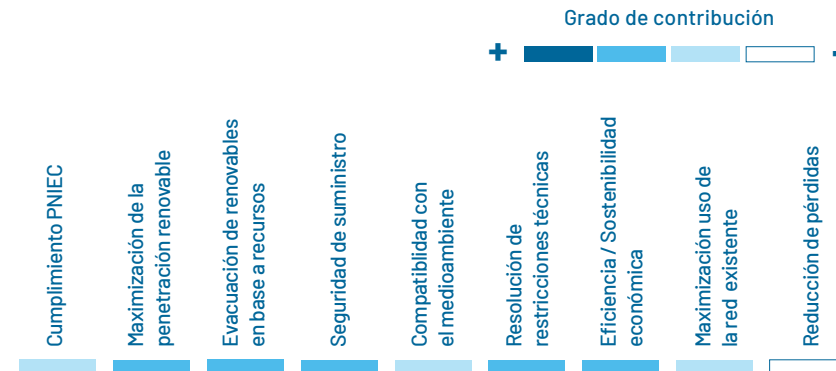 Grado de contribución
+
Cumplimiento PNIEC
Maximización de la
penetración renovable
Evacuación de renovables
en base a recursos
Seguridad de suministro
Compatiblidad con
el medioambiente
Resolución de
restricciones técnicas
Eficiencia / Sostenibilidad
económica
Maximización uso de
la red existente
Reducción de pérdidas